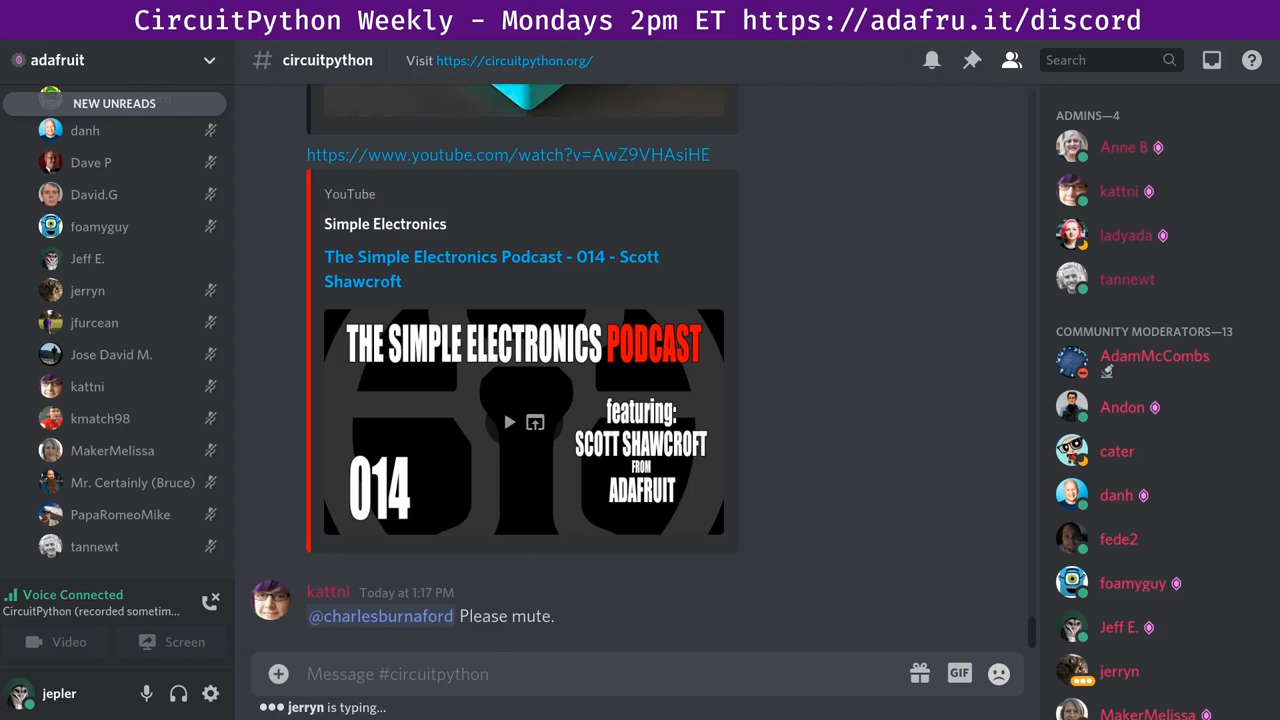 CircuitPython Weekly – Mondays 2pm ET https://adafru.it/discord
adafruit
circuitpython
Visit https://circuitpython.org/
Search
NEW UNREADS
danh
Dave P
David.G
foamyguy
Jeff E.
jerryn
jfurcean
Jose David M.
kattni
kmatch98
MakerMelissa
Mr. Certainly (Bruce)
PapaRomeoMike
tannewt
Voice Connected
CircuitPython (recorded sometim...
Video
Screen
jepler
https://www.youtube.com/watch?v=AwZ9VHAsiHE
YouTube
Simple Electronics
The Simple Electronics Podcast - 014 - Scott
Shawcroft
THE SIMPLE ELECTRONICS PODCAST
featuring:
SCOTT SHAWCROFT
FROM
ADAFRUIT
014
kattni Today at 1:17 PM
@charlesburnaford Please mute.
Message #circuitpython
GIF
jerryn is typing...
ADMINS—4
Anne B
kattni
ladyada
tannewt
COMMUNITY MODERATORS—13
AdamMcCombs
Andon
cater
danh
fede2
foamyguy
Jeff E.
jerryn
MakerMelissa